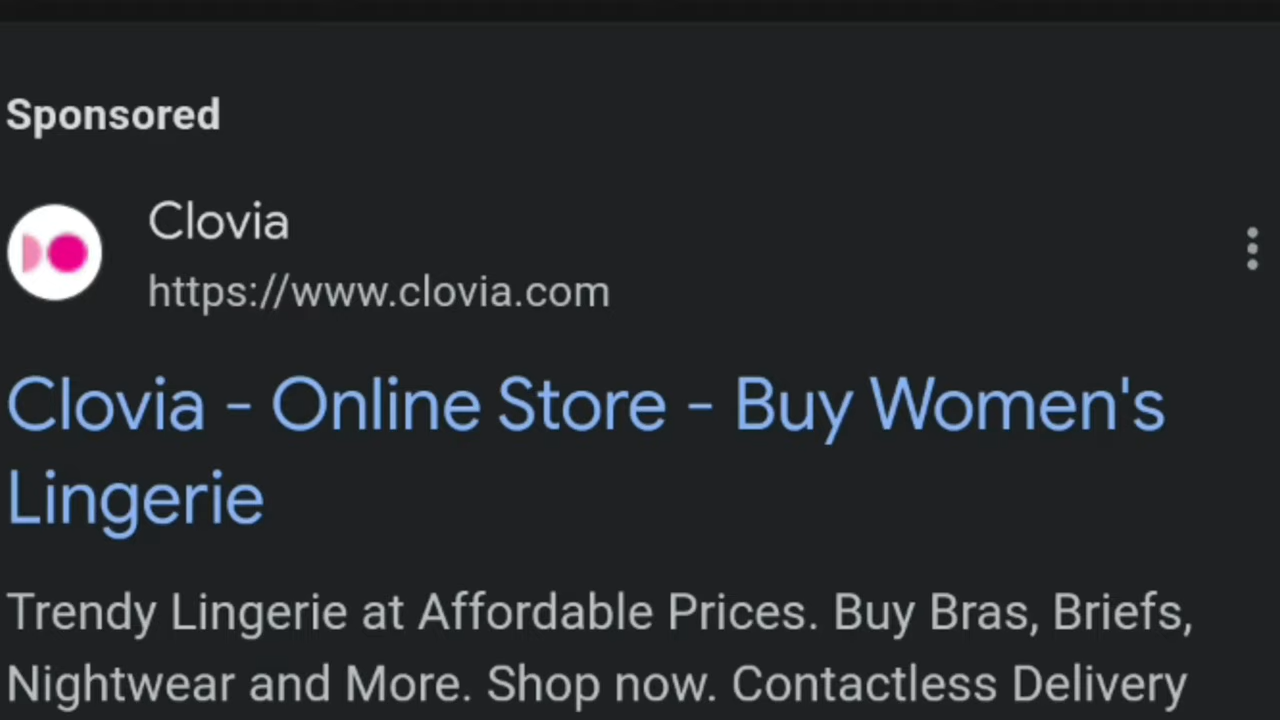 Sponsored
Clovia
https://www.clovia.com
Clovia - Online Store - Buy Women's
Lingerie
Trendy Lingerie at Affordable Prices. Buy Bras, Briefs,
Nightwear and More. Shop now. Contactless Delivery